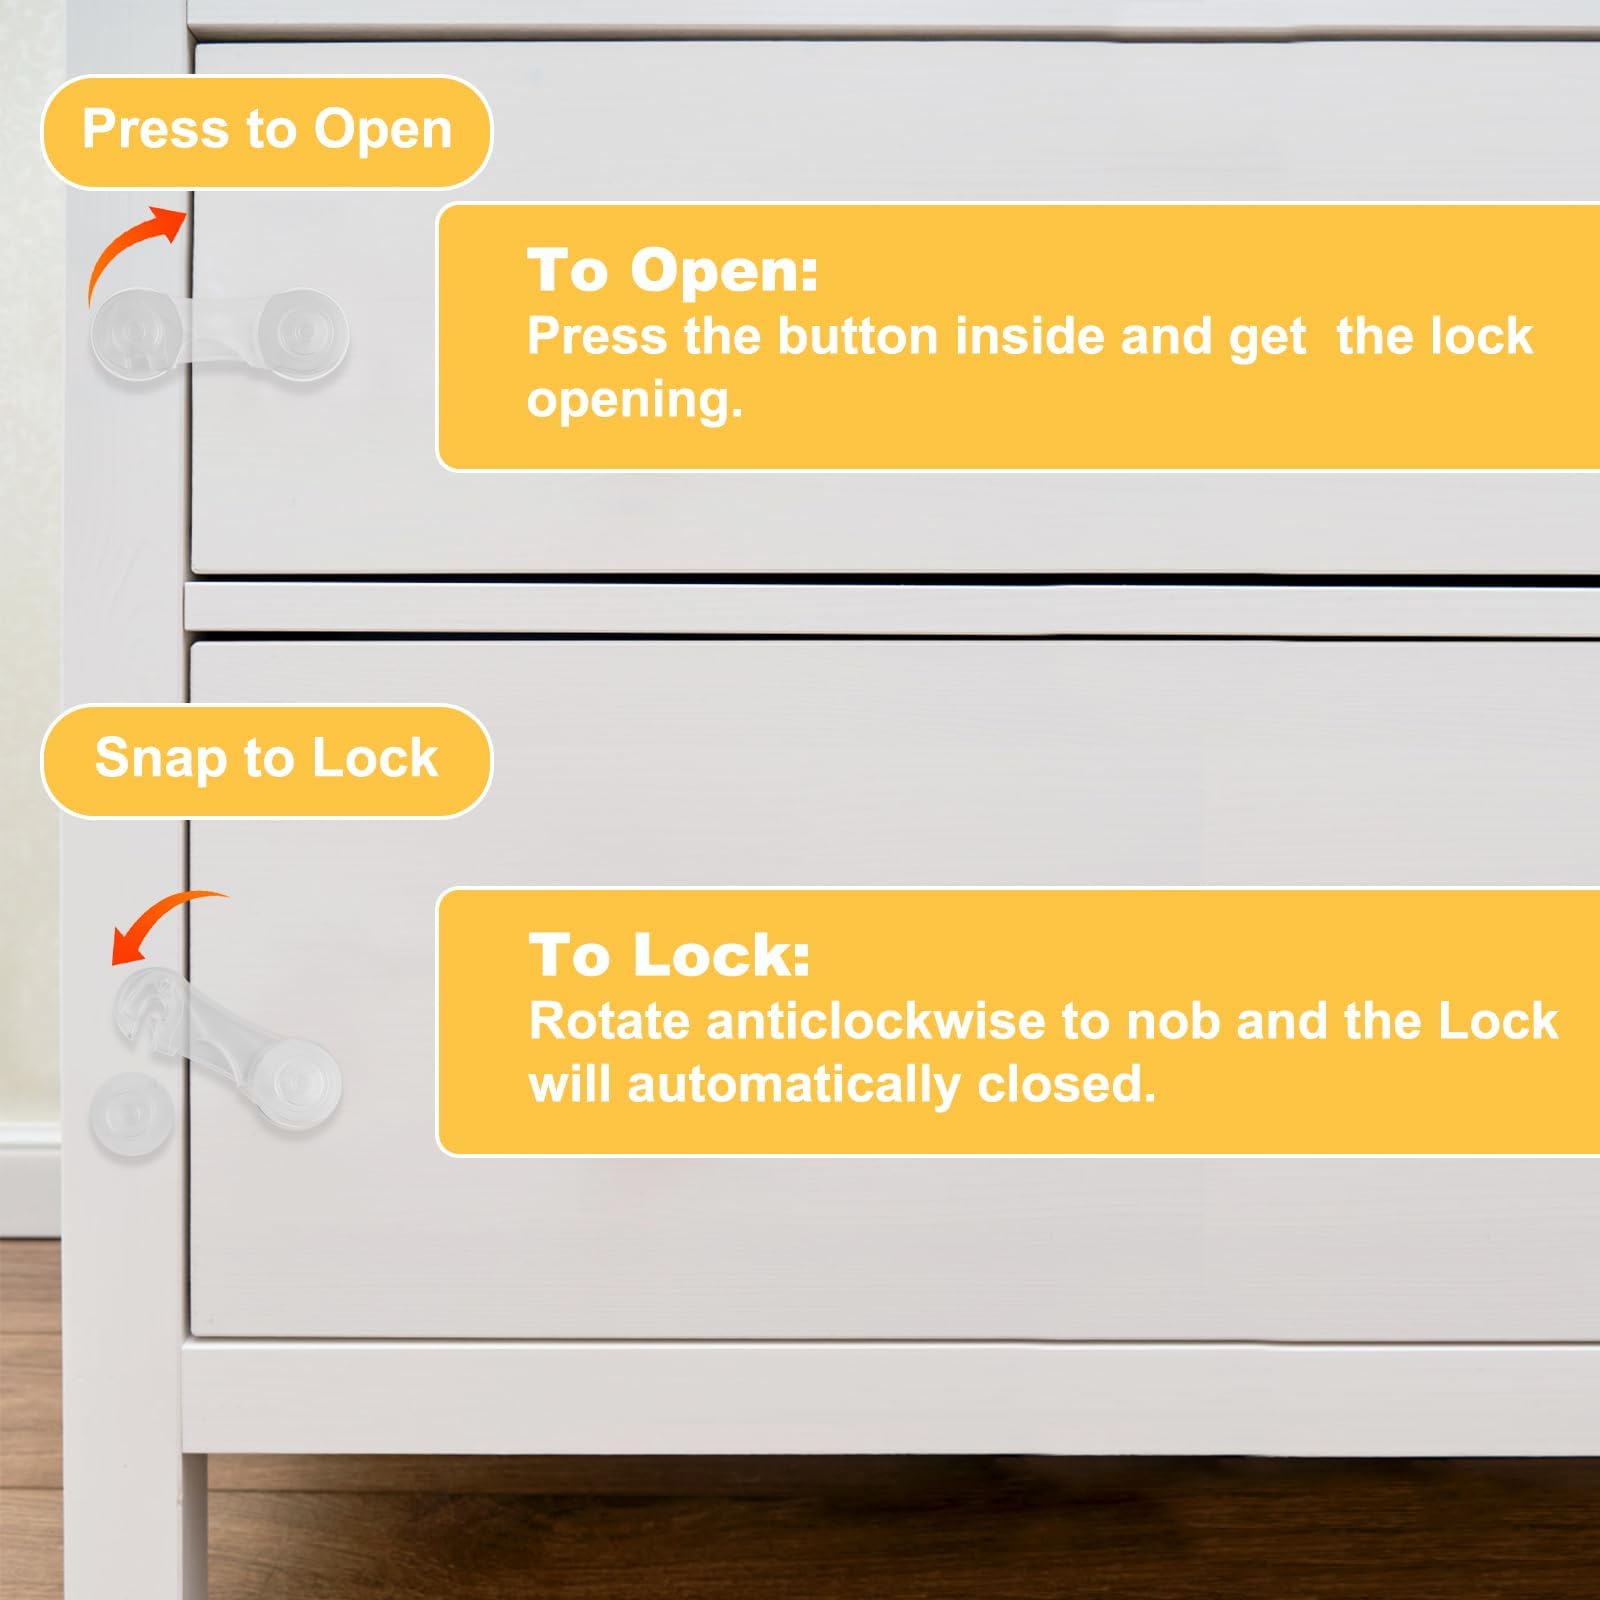 Press to Open
To Open:
Press the button inside and get  the lock
opening.
Snap to Lock
To Lock:
Rotate anticlockwise to nob and the Lock
will automatically closed.